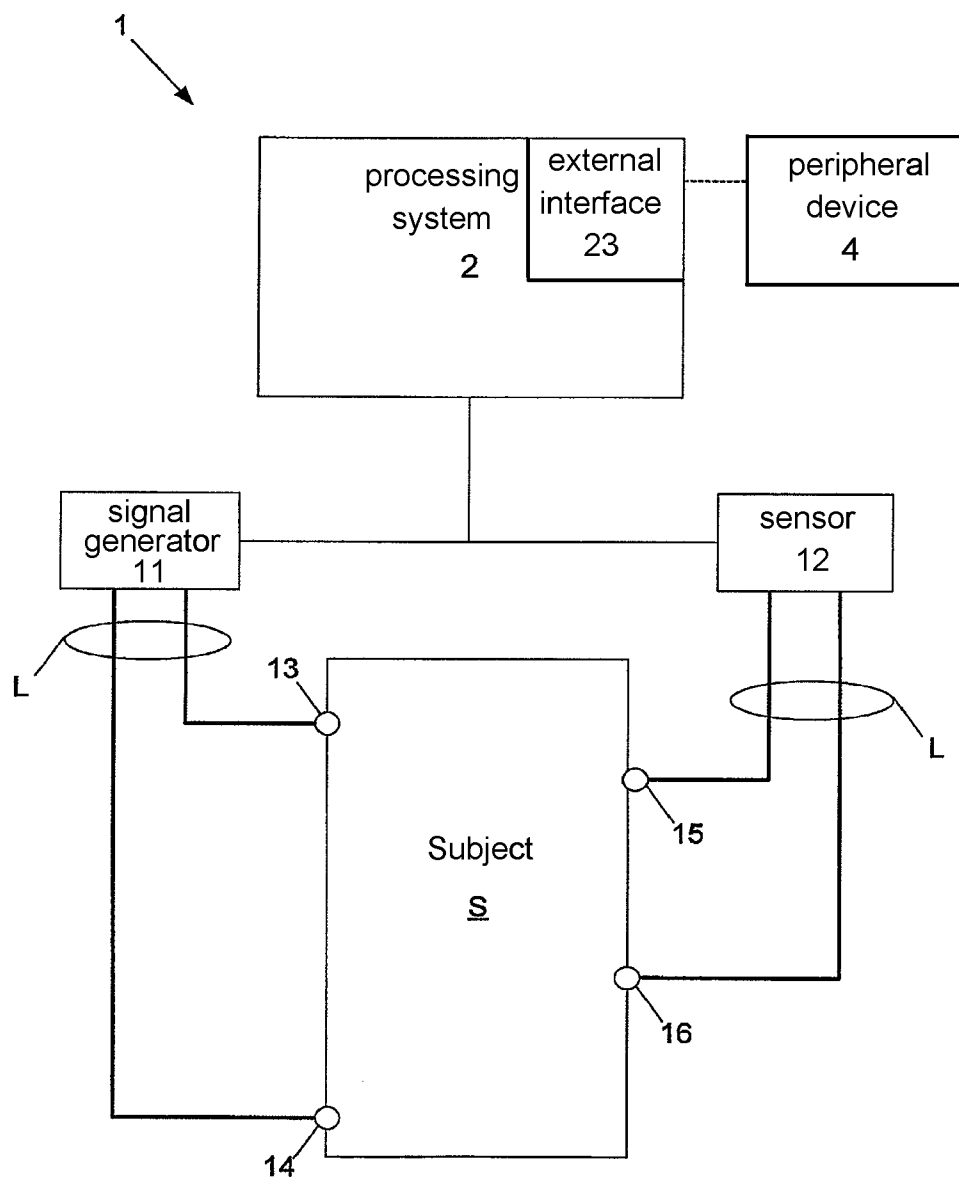 1
processing
system
2
external
interface
23
peripheral
device
4
signal
generator
11
sensor
12
L
13
L
15
Subject
S
16
14